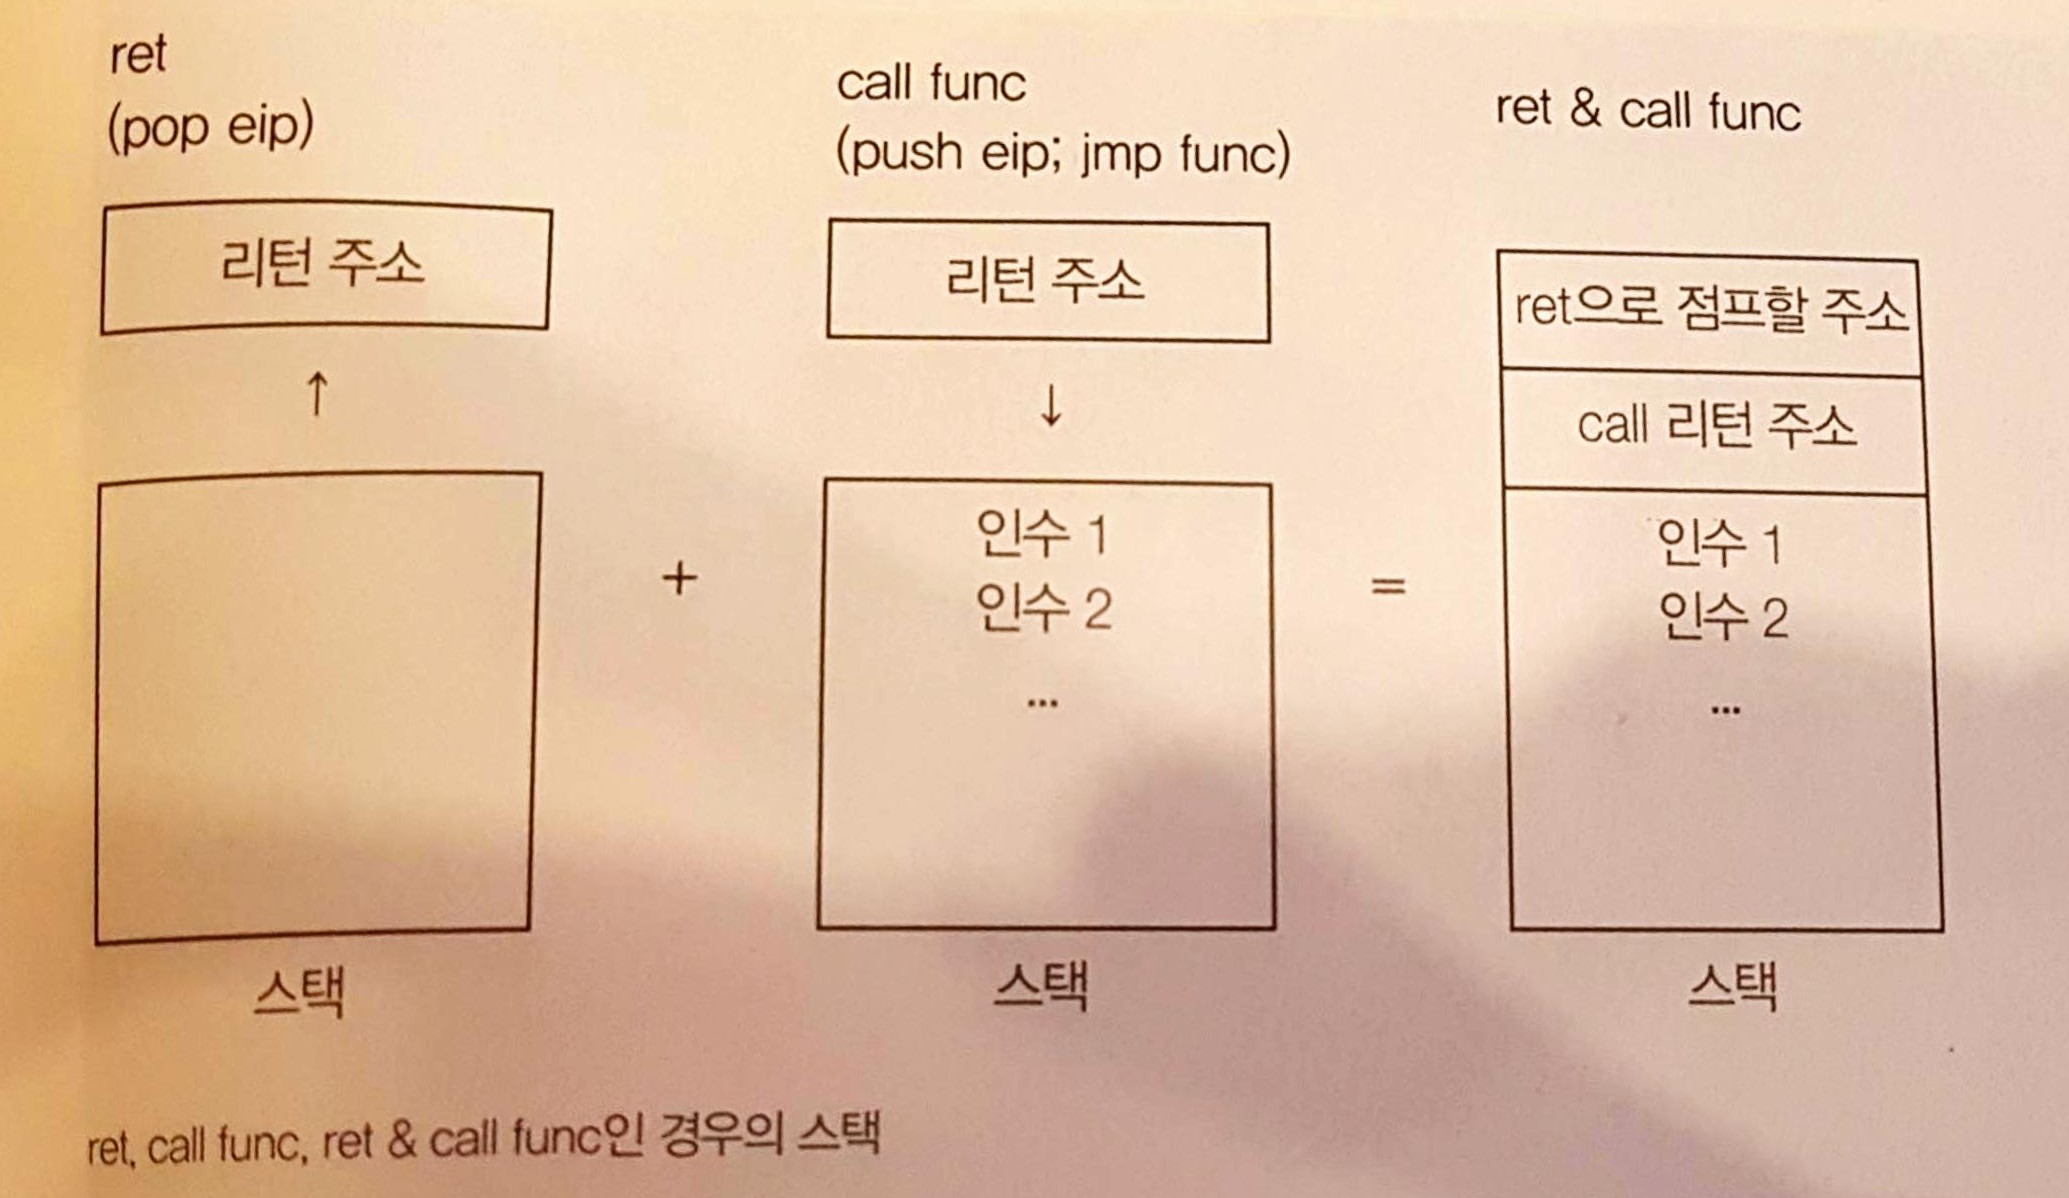 ret
(pop eip)
리턴 주소
↑
스택
+
call func
(push eip; jmp func)
리턴 주소
↓
인수 1
인수 2
...
스택
=
ret & call func
ret으로 점프할 주소
call 리턴 주소
인수 1
인수 2
...
스택
ret, call func, ret & call func인 경우의 스택